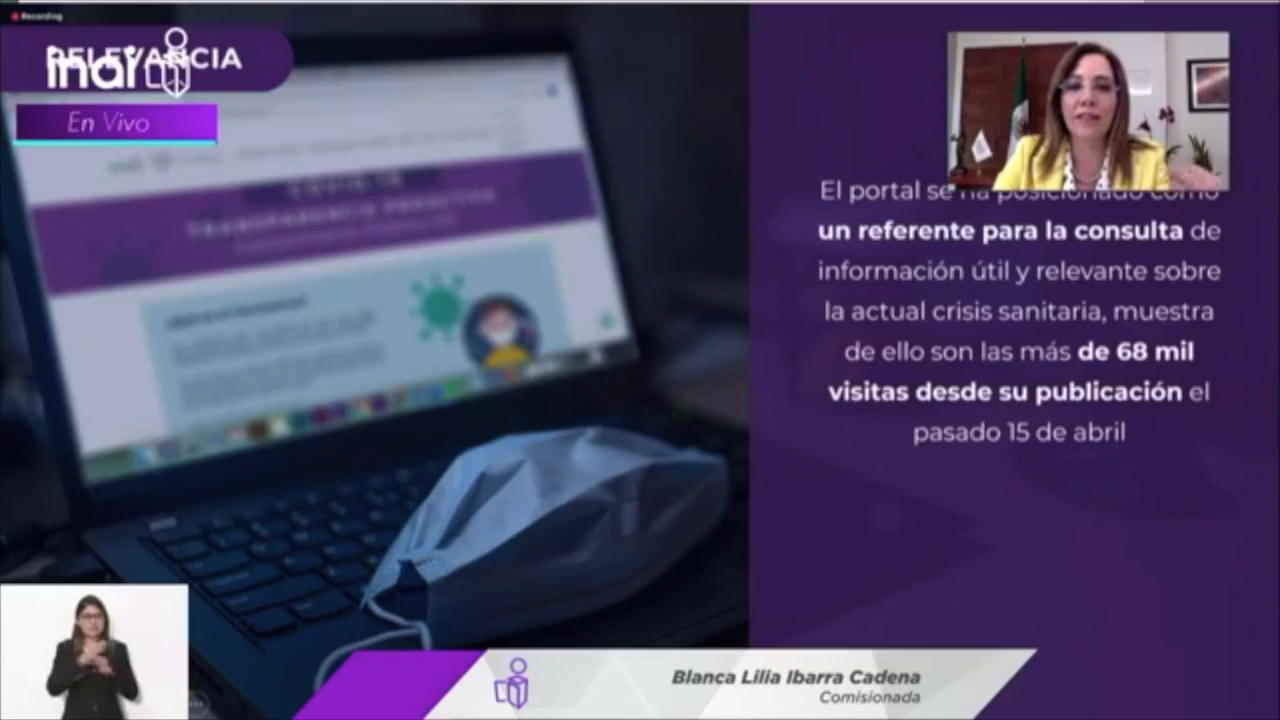 Recording
RELEVANCIA
inai
En Vivo
El portal se ha posicionado como
un referente para la consulta de
información útil y relevante sobre
la actual crisis sanitaria, muestra
de ello son las más de 68 mil
visitas desde su publicación el
pasado 15 de abril
Blanca Lilia Ibarra Cadena
Comisionada